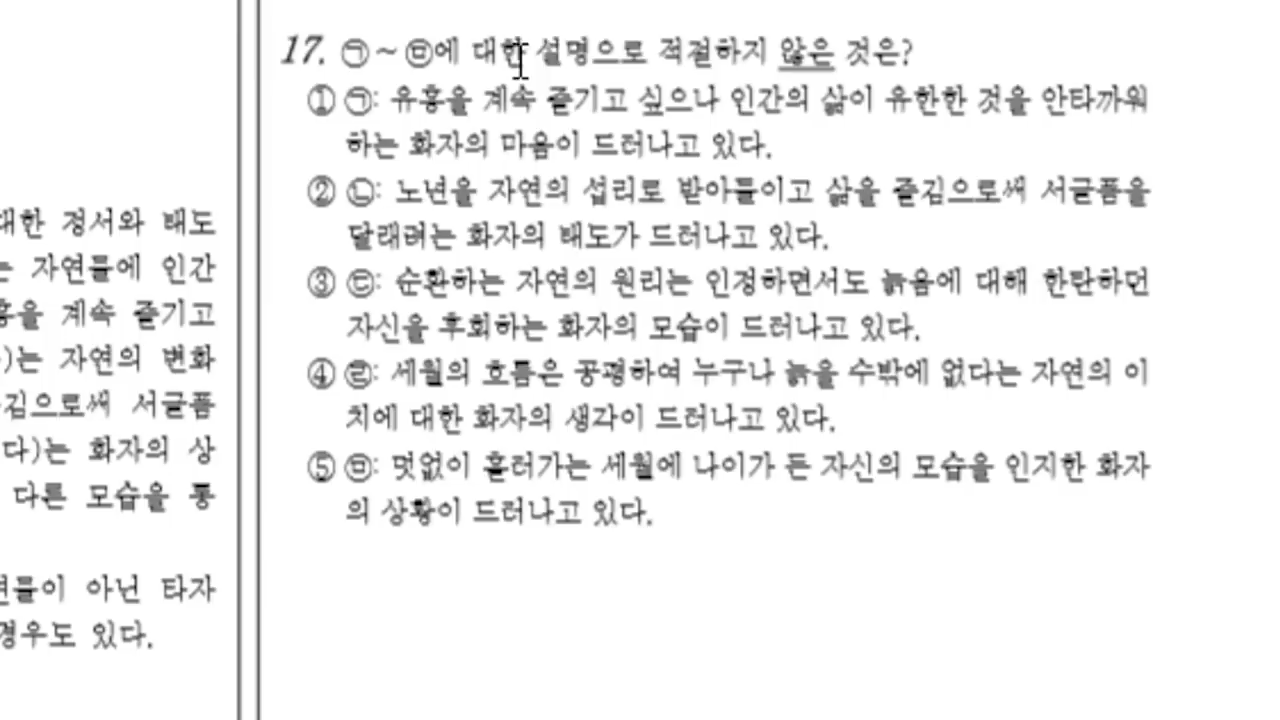 대한 정서와 태도
는 자연들에 인간
흥을 계속 즐기고
)는 자연의 변화
김으로써 서글픔
다)는 화자의 상
다른 모습을 통
들이 아닌 타자
경우도 있다.
17. ㉠~㉥에 대한 설명으로 적절하지 않은 것은?
① ㉠: 유흥을 계속 즐기고 싶으나 인간의 삶이 유한한 것을 안타까워
하는 화자의 마음이 드러나고 있다.
② ㉡: 노년을 자연의 섭리로 받아들이고 삶을 즐김으로써 서글픔을
달래려는 화자의 태도가 드러나고 있다.
③ ㉢: 순환하는 자연의 원리는 인정하면서도 늙음에 대해 한탄하던
자신을 후회하는 화자의 모습이 드러나고 있다.
④ ㉣: 세월의 흐름은 공평하여 누구나 늙을 수밖에 없다는 자연의 이
치에 대한 화자의 생각이 드러나고 있다.
⑤ ㉥: 멋없이 흘러가는 세월에 나이가 든 자신의 모습을 인지한 화자
의 상황이 드러나고 있다.